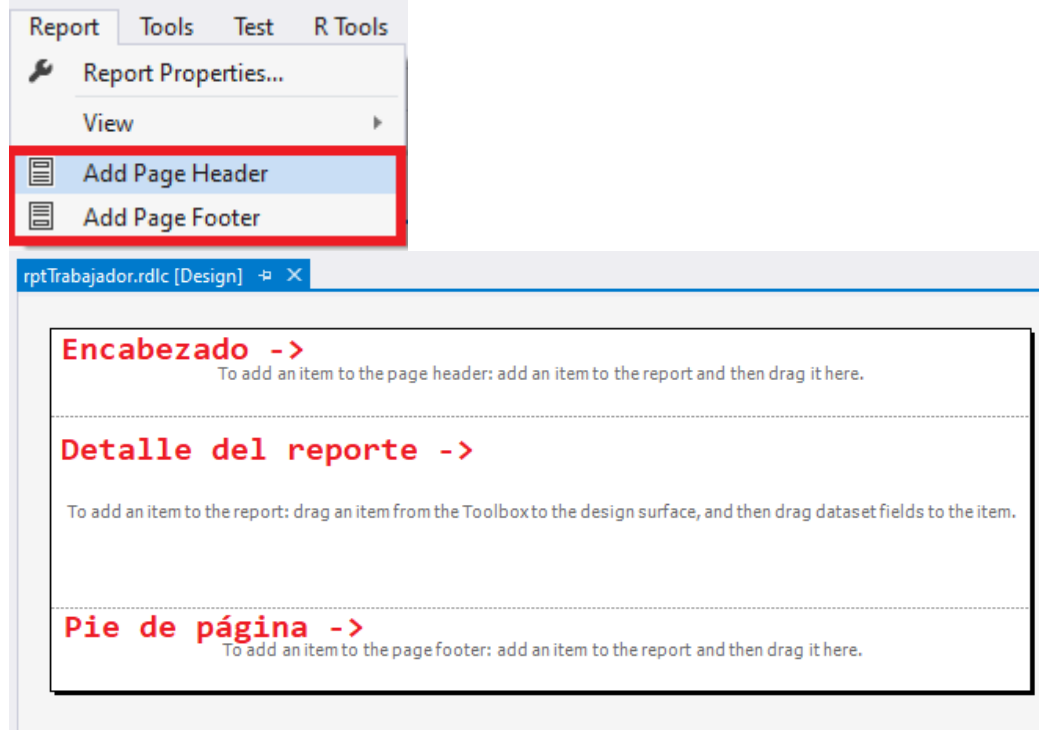 Report Tools Test R Tools
Report Properties...
View
Add Page Header
Add Page Footer
rptTrabajador.rdlc [Design]
Encabezado ->
To add an item to the page header: add an item to the report and then drag it here.
Detalle del reporte ->
To add an item to the report: drag an item from the Toolbox to the design surface, and then drag dataset fields to the item.
Pie de página ->
To add an item to the page footer: add an item to the report and then drag it here.